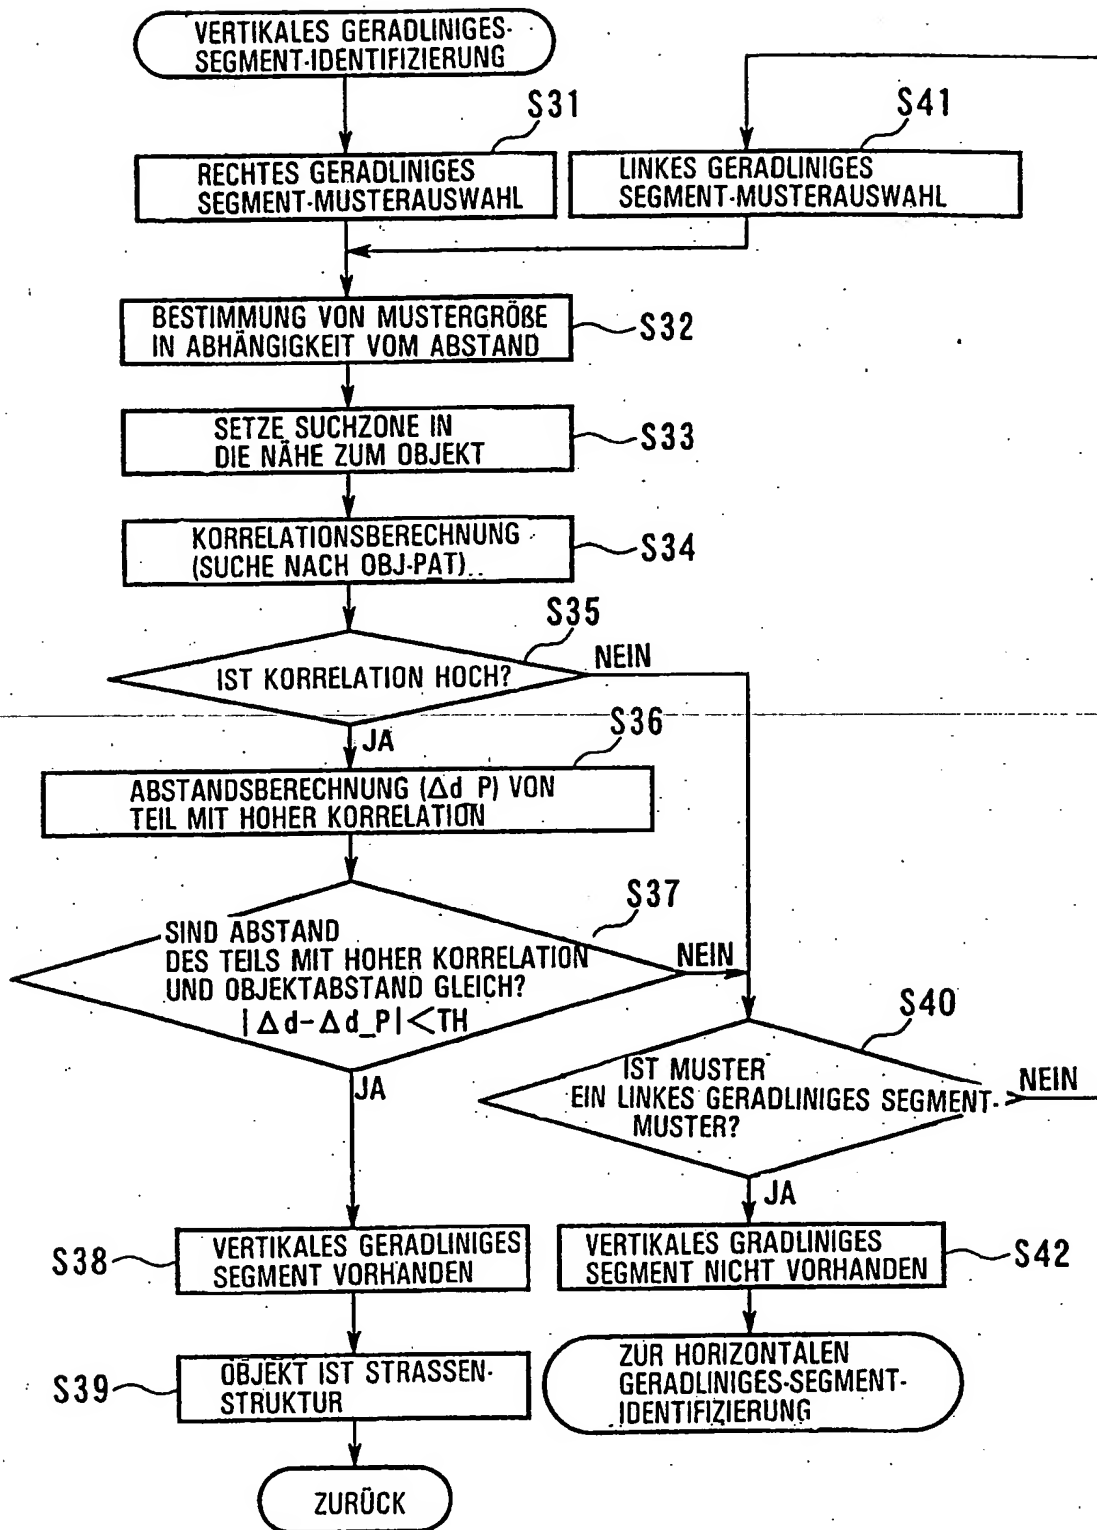 VERTIKALES GERADLINIGES-
SEGMENT-IDENTIFIZIERUNG
S31
RECHTES GERADLINIGES
SEGMENT-MUSTERAUSWAHL
S41
LINKES GERADLINIGES
SEGMENT-MUSTERAUSWAHL
BESTIMMUNG VON MUSTERGRÖßE
IN ABHÄNGIGKEIT VOM ABSTAND
S32
SETZE SUCHZONE IN
DIE NÄHE ZUM OBJEKT
S33
KORRELATIONSBERECHNUNG
(SUCHE NACH OBJ-PAT)..
S34
S35
IST KORRELATION HOCH?
NEIN
JA
S36
ABSTANDSBERECHNUNG (Δd P) VON
TEIL MIT HOHER KORRELATION
S37
SIND ABSTAND
DES TEILS MIT HOHER KORRELATION
UND OBJEKTABSTAND GLEICH?
|Δd-Δd_P|<TH
NEIN
JA
S40
IST MUSTER
EIN LINKES GERADLINIGES SEGMENT-
MUSTER?
NEIN
JA
S38
VERTIKALES GERADLINIGES
SEGMENT VORHANDEN
VERTIKALES GRADLINIGES
SEGMENT NICHT VORHANDEN
S42
S39
OBJEKT IST STRASSEN-
STRUKTUR
ZUR HORIZONTALEN
GERADLINIGES-SEGMENT-
IDENTIFIZIERUNG
ZURÜCK